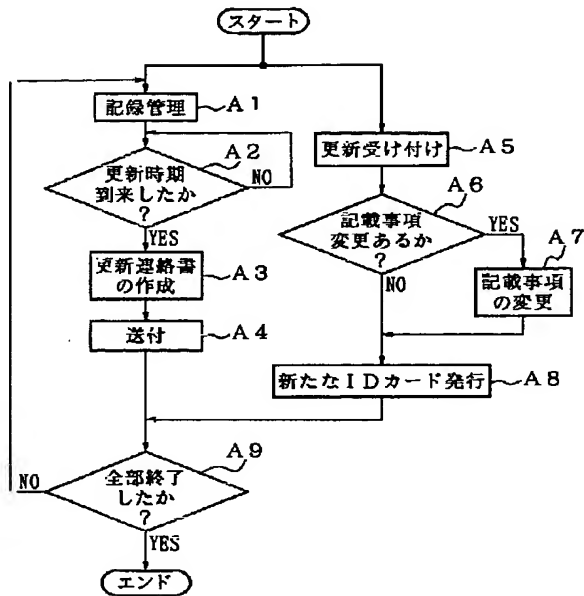 スタート
記録管理
A1
更新時期
到来したか
?
A2
NO
YES
更新連絡書
の作成
A3
送付
A4
更新受け付け
A5
記載事項
変更あるか
?
A6
YES
NO
記載事項
の変更
A7
新たなIDカード発行
A8
全部終了
したか
?
A9
NO
YES
エンド